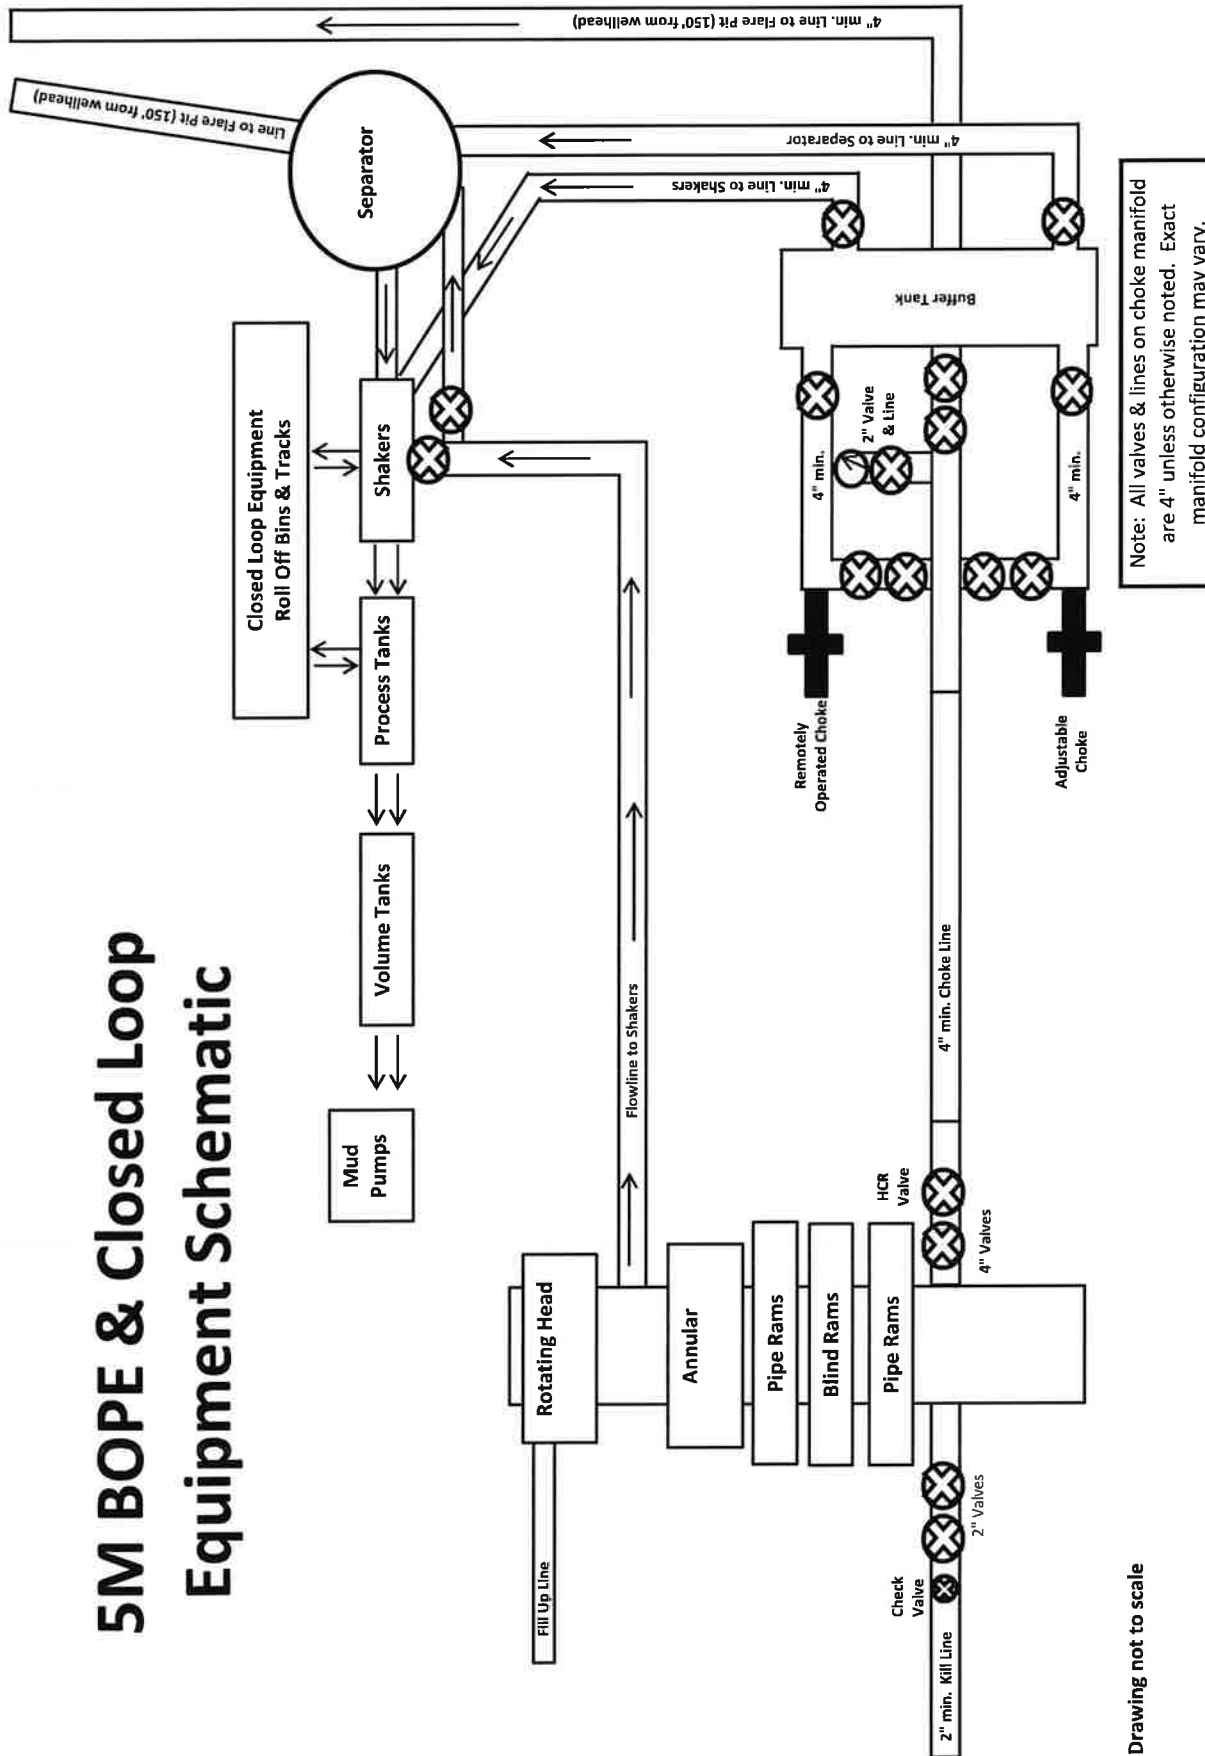 5M BOPE & Closed Loop
Equipment Schematic
Closed Loop Equipment
Roll Off Bins & Tracks
Line to Flare Pit (150' from wellhead)
4" min. Line to Flare Pit (150' from wellhead)
Separator
Mud
Pumps
Volume Tanks
Process Tanks
Shakers
4" min. Line to Shakers
4" min. Line to Separator
Fill Up Line
Rotating Head
Flowline to Shakers
Annular
Pipe Rams
Blind Rams
Pipe Rams
Remotely
Operated Choke
4" min.
2" Valve
& Line
Buffer Tank
Check
Valve
2" min. Kill Line
2" Valves
HCR
Valve
4" Valves
4" min. Choke Line
Adjustable
Choke
4" min.
Note: All valves & lines on choke manifold
are 4" unless otherwise noted. Exact
manifold configuration may vary.
Drawing not to scale